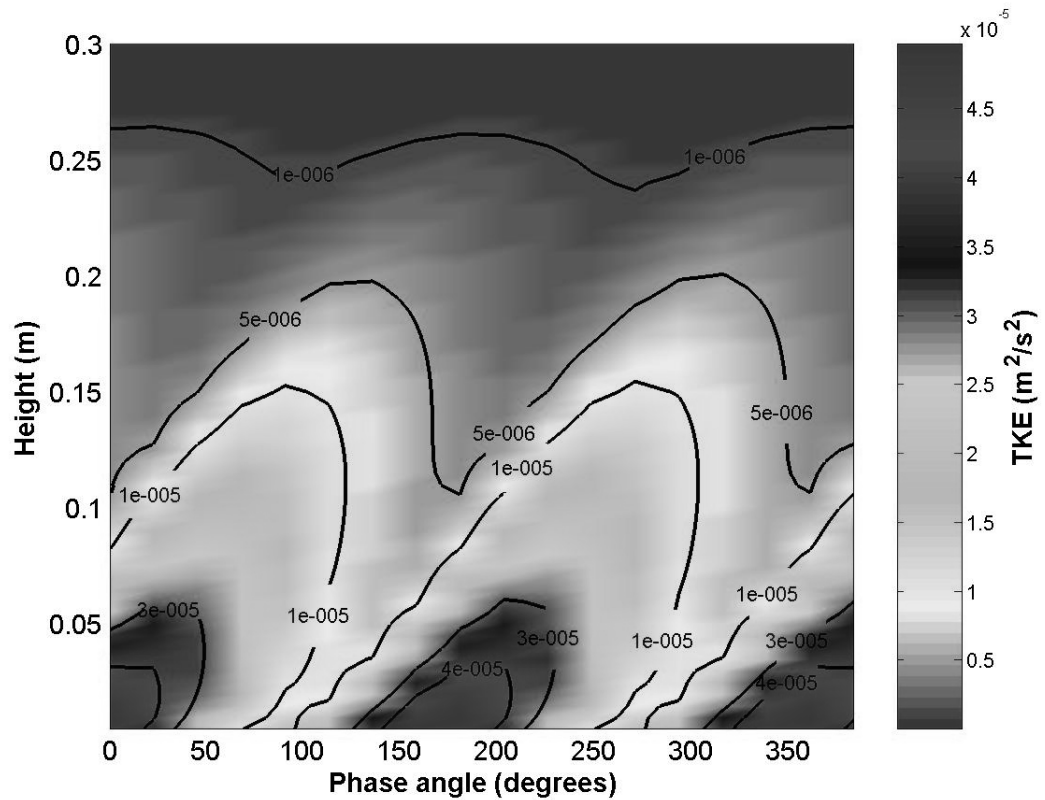 x 10-5
0.3
0.25
0.2
0.15
0.1
0.05
Height (m)
1e-006
1e-006
5e-006
5e-006
5e-006
1e-005
1e-005
1e-005
1e-005
1e-005
3e-005
3e-005
3e-005
4e-005
4e-005
0 50 100 150 200 250 300 350
Phase angle (degrees)
4.5
4
3.5
3
2.5
2
1.5
1
0.5
TKE (m2/s2)